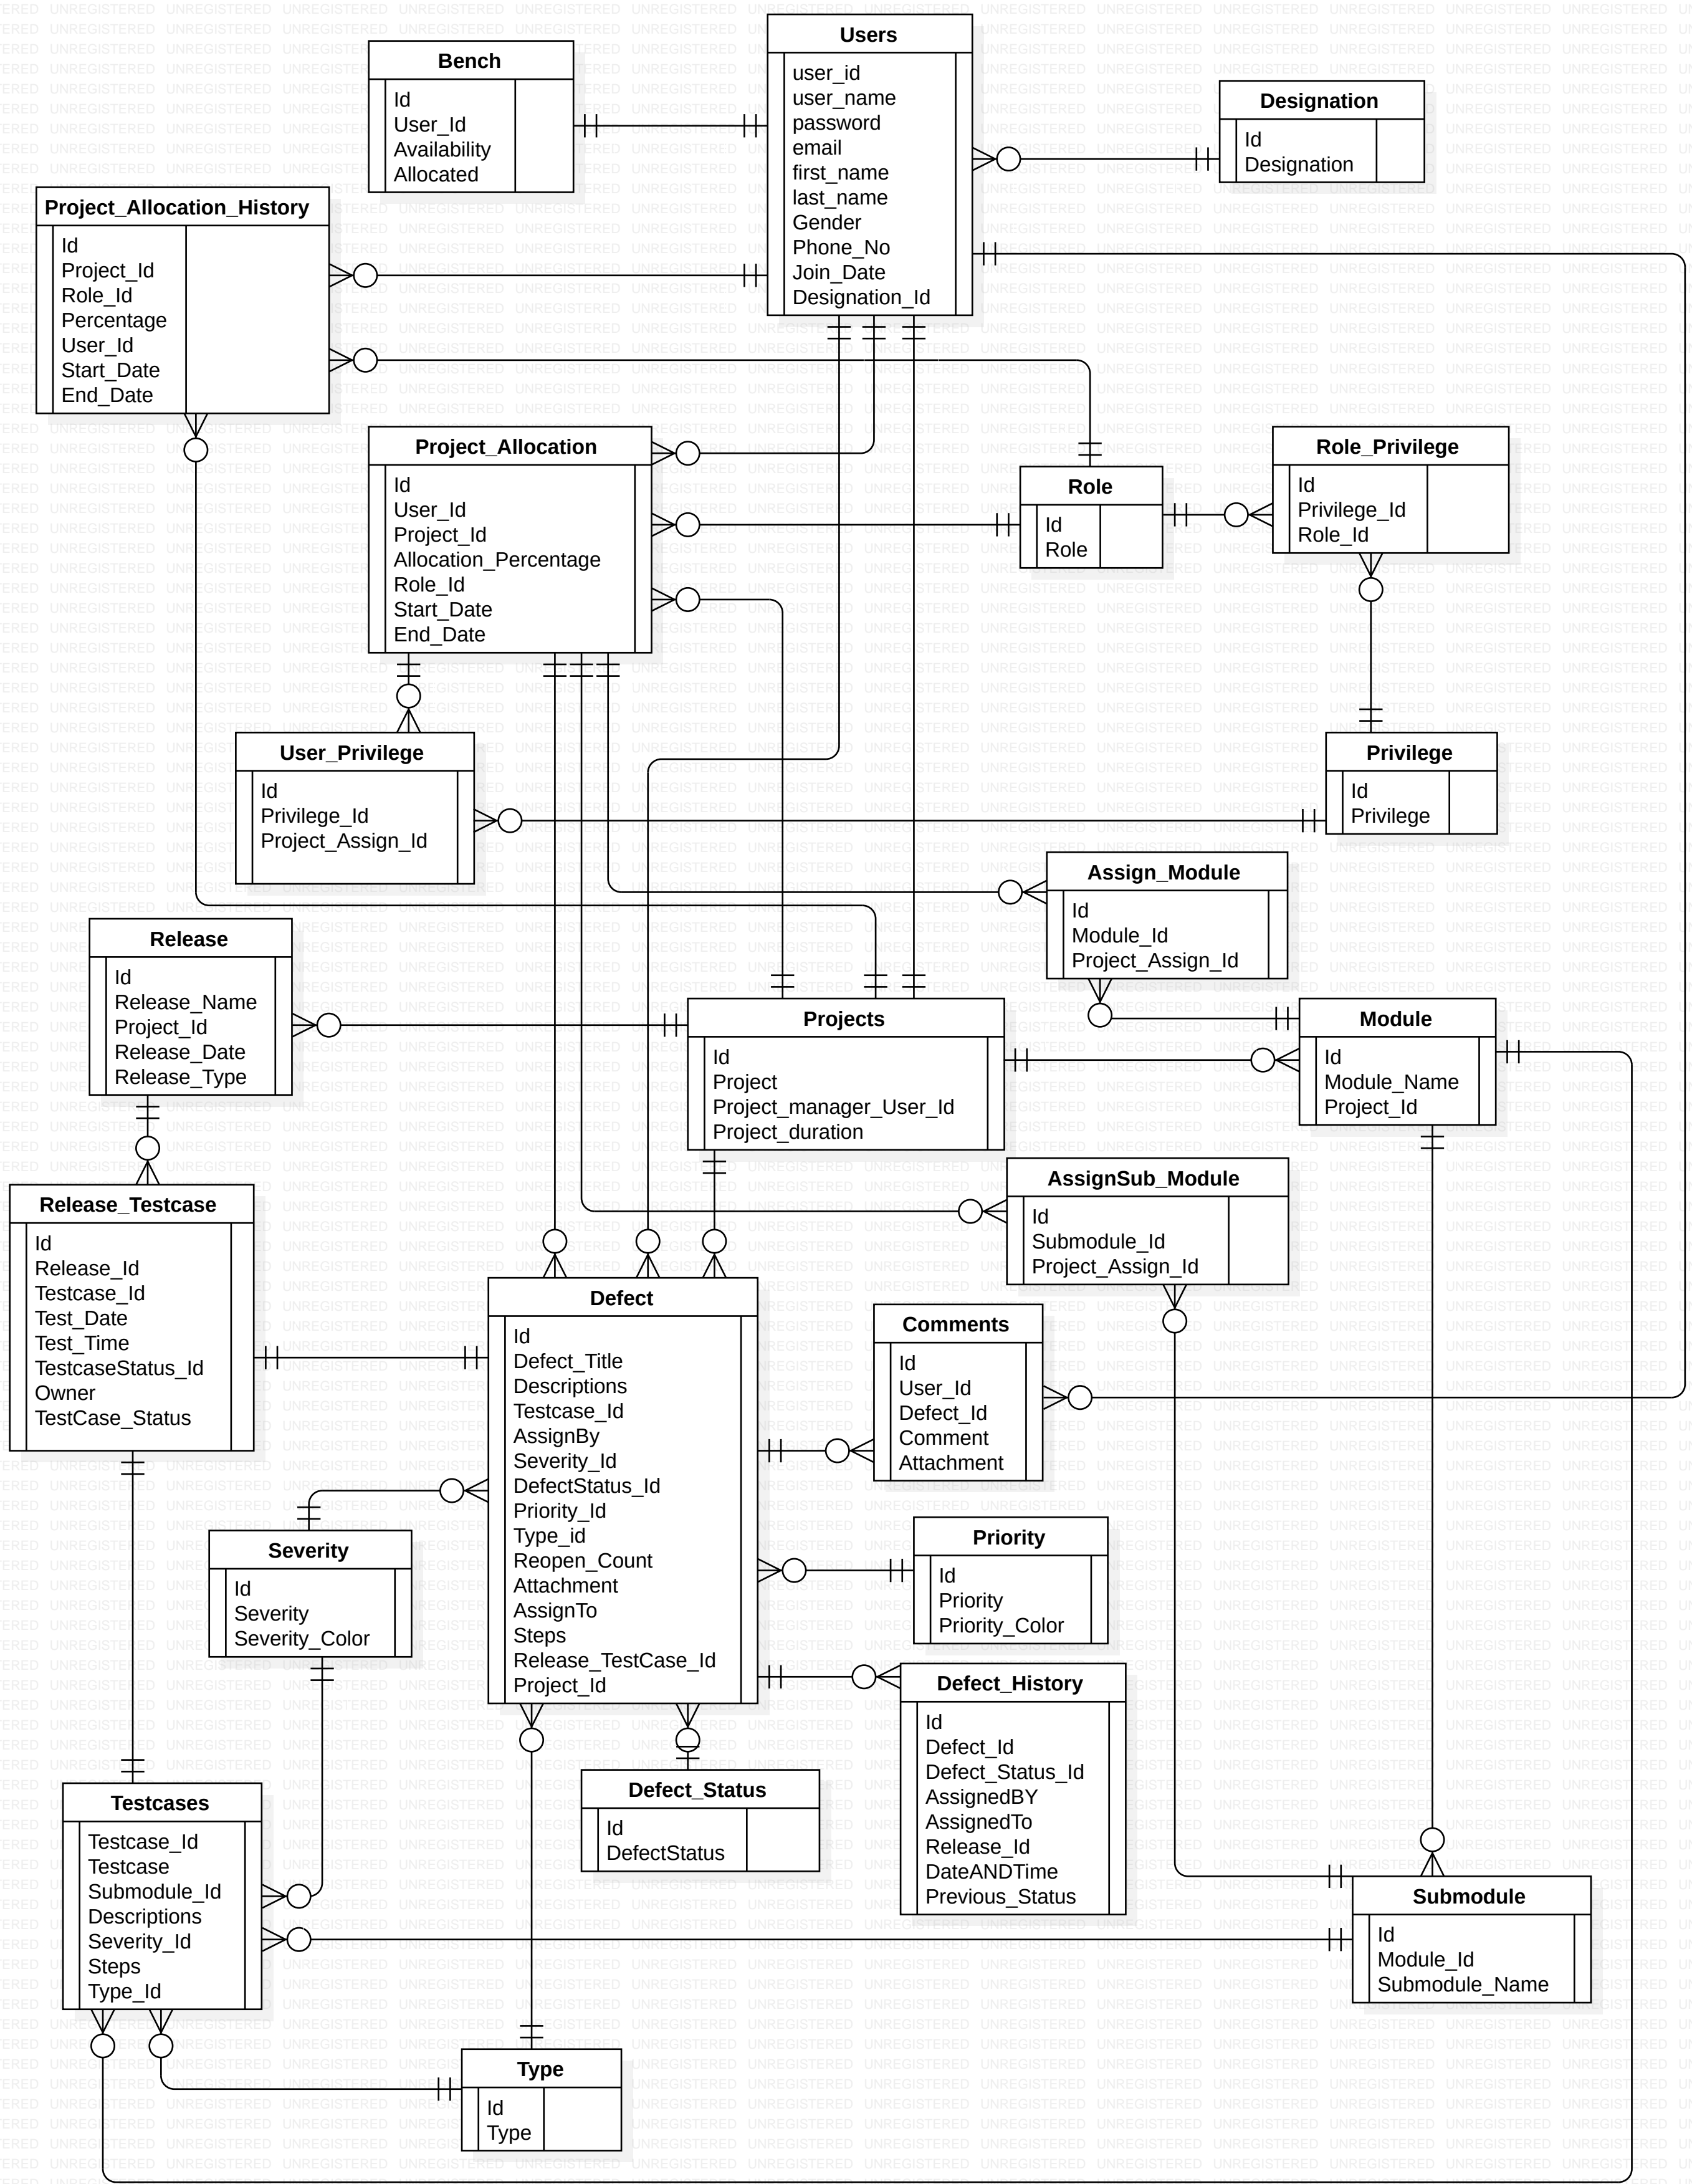 Users
user_id
user_name
password
email
first_name
last_name
Gender
Phone_No
Join_Date
Designation_Id
Bench
Id
User_Id
Availability
Allocated
Designation
Id
Designation
Project_Allocation_History
Id
Project_Id
Role_Id
Percentage
User_Id
Start_Date
End_Date
Project_Allocation
Id
User_Id
Project_Id
Allocation_Percentage
Role_Id
Start_Date
End_Date
Role
Id
Role
Role_Privilege
Id
Privilege_Id
Role_Id
User_Privilege
Id
Privilege_Id
Project_Assign_Id
Privilege
Id
Privilege
Assign_Module
Id
Module_Id
Project_Assign_Id
Release
Id
Release_Name
Project_Id
Release_Date
Release_Type
Projects
Id
Project
Project_manager_User_Id
Project_duration
Module
Id
Module_Name
Project_Id
AssignSub_Module
Id
Submodule_Id
Project_Assign_Id
Release_Testcase
Id
Release_Id
Testcase_Id
Test_Date
Test_Time
TestcaseStatus_Id
Owner
TestCase_Status
Defect
Id
Defect_Title
Descriptions
Testcase_Id
AssignBy
Severity_Id
DefectStatus_Id
Priority_Id
Type_id
Reopen_Count
Attachment
AssignTo
Steps
Release_TestCase_Id
Project_Id
Comments
Id
User_Id
Defect_Id
Comment
Attachment
Severity
Id
Severity
Severity_Color
Priority
Id
Priority
Priority_Color
Defect_History
Id
Defect_Id
Defect_Status_Id
AssignedBY
AssignedTo
Release_Id
DateANDTime
Previous_Status
Defect_Status
Id
DefectStatus
Testcases
Testcase_Id
Testcase
Submodule_Id
Descriptions
Severity_Id
Steps
Type_Id
Submodule
Id
Module_Id
Submodule_Name
Type
Id
Type
UNREGISTERED